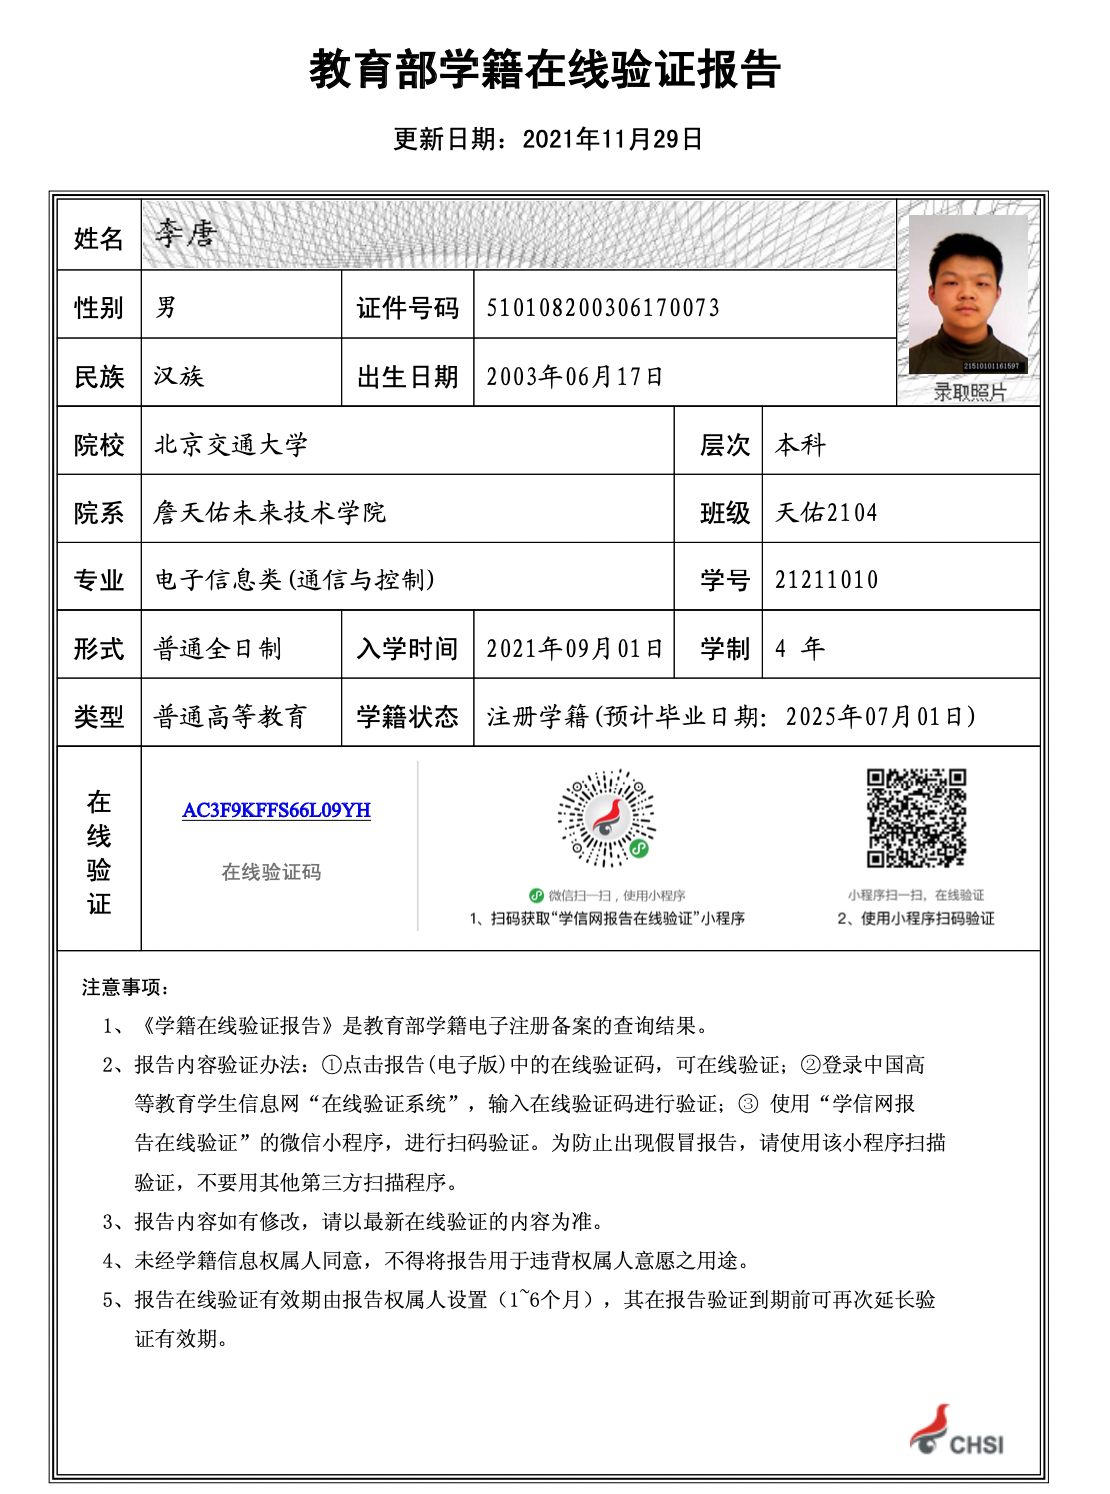 教育部学籍在线验证报告
更新日期：2021年11月29日
姓名 李唐
性别 男 证件号码 510108200306170073
民族 汉族 出生日期 2003年06月17日
21510101161597
录取照片
院校 北京交通大学 层次 本科
院系 詹天佑未来技术学院 班级 天佑2104
专业 电子信息类(通信与控制) 学号 21211010
形式 普通全日制 入学时间 2021年09月01日 学制 4 年
类型 普通高等教育 学籍状态 注册学籍(预计毕业日期：2025年07月01日)
在线验证
AC3F9KFFS66L09YH
在线验证码
微信扫一扫，使用小程序
1、扫码获取“学信网报告在线验证”小程序
小程序扫一扫，在线验证
2、使用小程序扫码验证
注意事项：
1、《学籍在线验证报告》是教育部学籍电子注册备案的查询结果。
2、报告内容验证办法：①点击报告(电子版)中的在线验证码，可在线验证；②登录中国高
等教育学生信息网“在线验证系统”，输入在线验证码进行验证；③ 使用“学信网报
告在线验证”的微信小程序，进行扫码验证。为防止出现假冒报告，请使用该小程序扫描
验证，不要用其他第三方扫描程序。
3、报告内容如有修改，请以最新在线验证的内容为准。
4、未经学籍信息权属人同意，不得将报告用于违背权属人意愿之用途。
5、报告在线验证有效期由报告权属人设置（1~6个月），其在报告验证到期前可再次延长验
证有效期。
CHSI